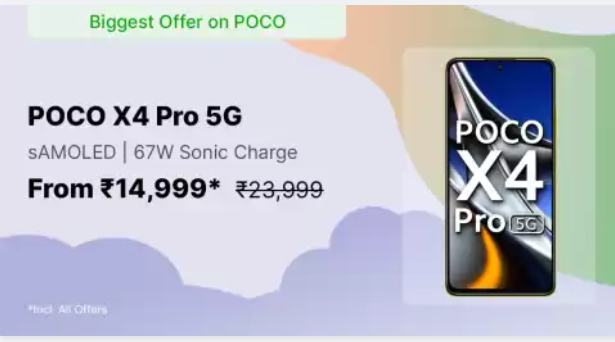 Biggest Offer on POCO
POCO X4 Pro 5G
sAMOLED | 67W Sonic Charge
From ₹14,999* ₹23,999
*Incl. All Offers
POCO
X4
Pro 5G